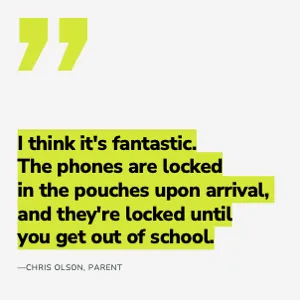 I think it's fantastic.
The phones are locked
in the pouches upon arrival,
and they're locked until
you get out of school.
—CHRIS OLSON, PARENT